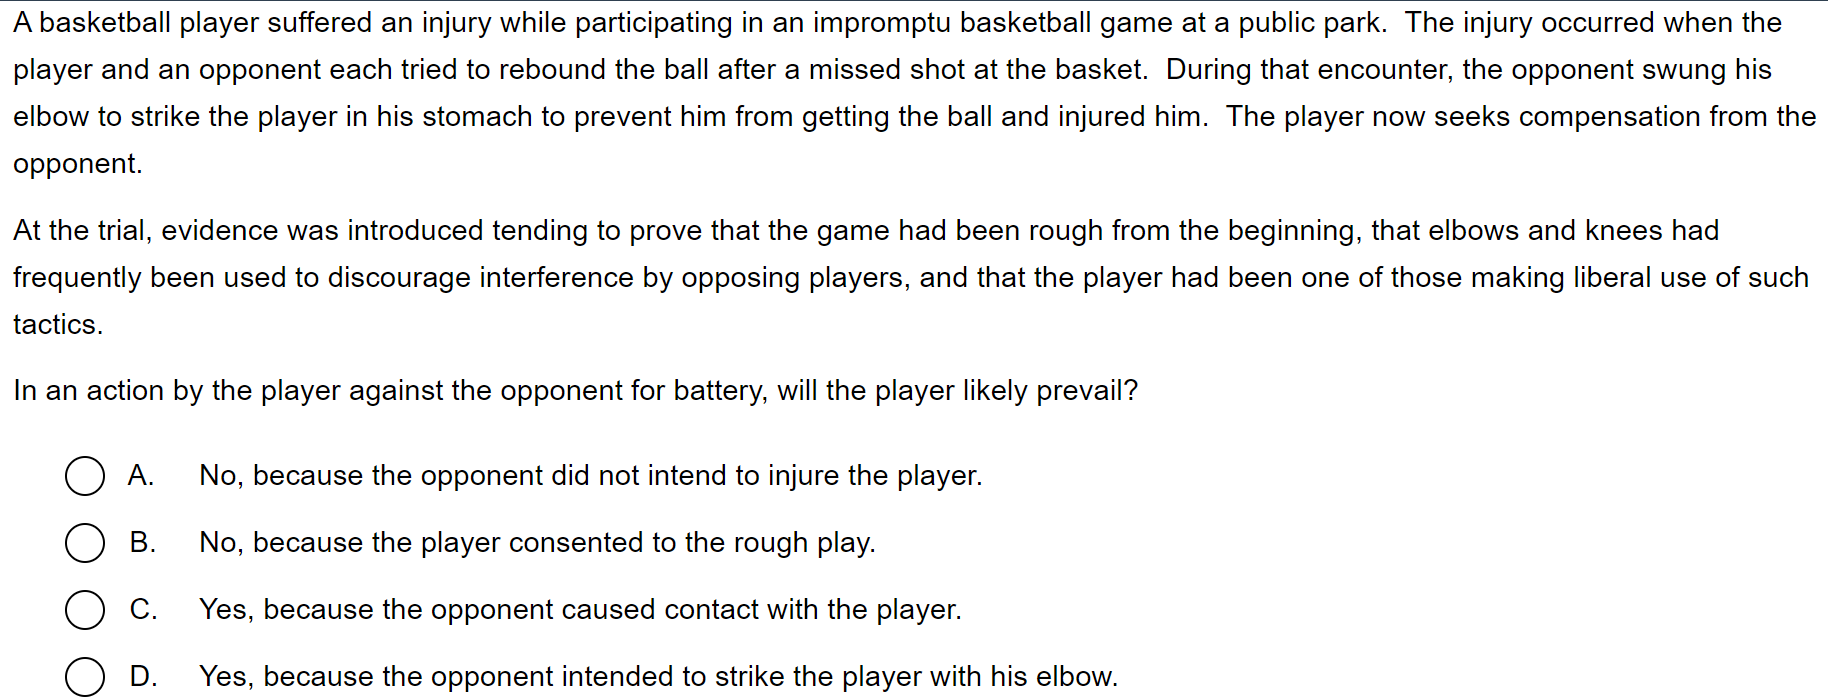 A basketball player suffered an injury while participating in an impromptu basketball game at a public park.  The injury occurred when the
player and an opponent each tried to rebound the ball after a missed shot at the basket.  During that encounter, the opponent swung his
elbow to strike the player in his stomach to prevent him from getting the ball and injured him.  The player now seeks compensation from the
opponent.
At the trial, evidence was introduced tending to prove that the game had been rough from the beginning, that elbows and knees had
frequently been used to discourage interference by opposing players, and that the player had been one of those making liberal use of such
tactics.
In an action by the player against the opponent for battery, will the player likely prevail?
A. No, because the opponent did not intend to injure the player.
B. No, because the player consented to the rough play.
C. Yes, because the opponent caused contact with the player.
D. Yes, because the opponent intended to strike the player with his elbow.